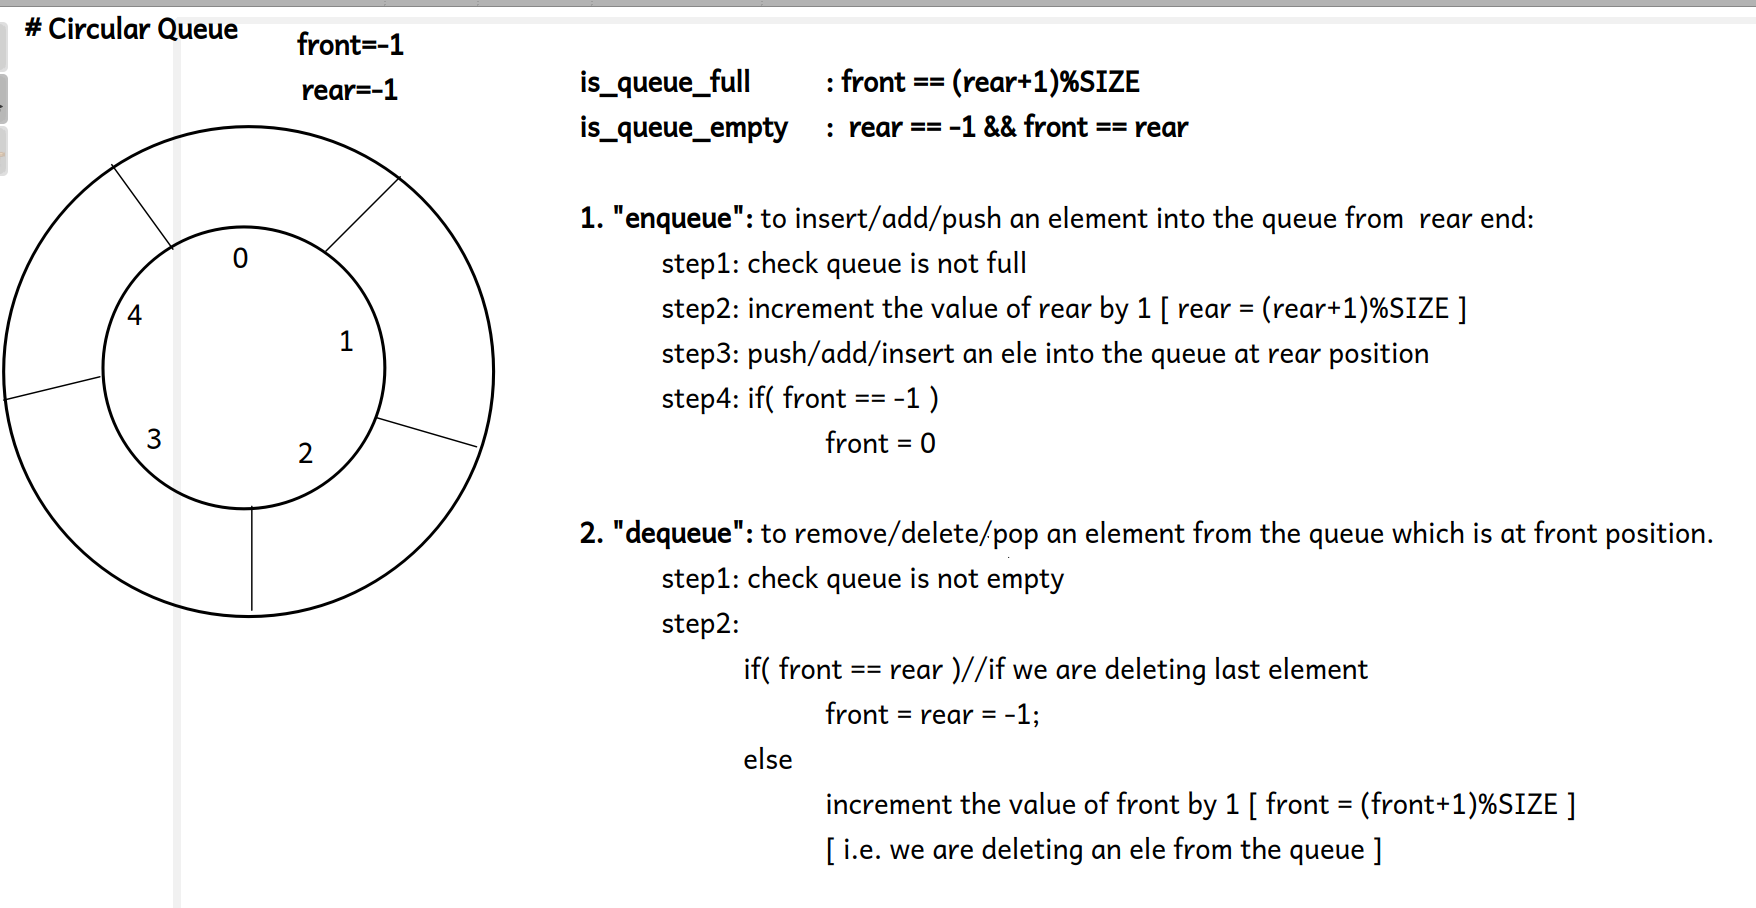 # Circular Queue
front=-1
rear=-1
0
1
2
3
4
is_queue_full : front == (rear+1)%SIZE
is_queue_empty : rear == -1 && front == rear
1. "enqueue": to insert/add/push an element into the queue from rear end:
step1: check queue is not full
step2: increment the value of rear by 1 [ rear = (rear+1)%SIZE ]
step3: push/add/insert an ele into the queue at rear position
step4: if( front == -1 )
front = 0
2. "dequeue": to remove/delete/pop an element from the queue which is at front position.
step1: check queue is not empty
step2:
if( front == rear )//if we are deleting last element
front = rear = -1;
else
increment the value of front by 1 [ front = (front+1)%SIZE ]
[ i.e. we are deleting an ele from the queue ]